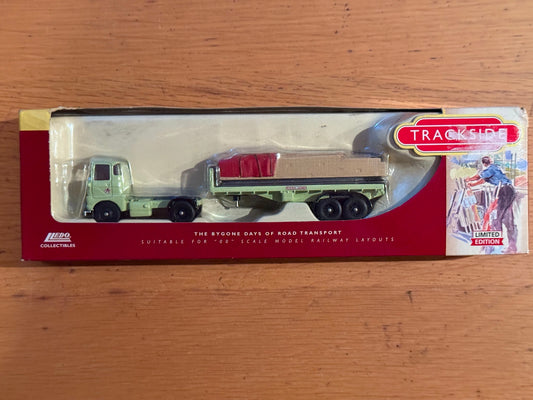 TRACKSIDE
LLEDO
COLLECTIBLES
THE BYGONE DAYS OF ROAD TRANSPORT
SUITABLE FOR "00" SCALE MODEL RAILWAY LAYOUTS
LIMITED
EDITION